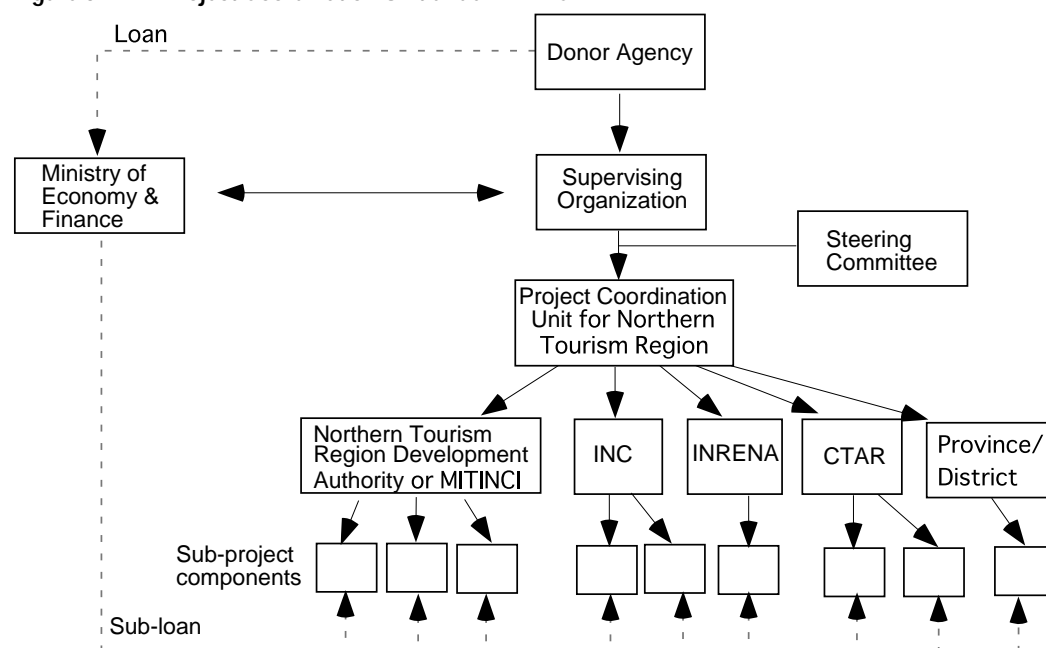 Loan
Donor Agency
Ministry of
Economy &
Finance
Supervising
Organization
Steering
Committee
Project Coordination
Unit for Northern
Tourism Region
Northern Tourism
Region Development
Authority or MITINCI
INC
INRENA
CTAR
Province/
District
Sub-project
components
Sub-loan